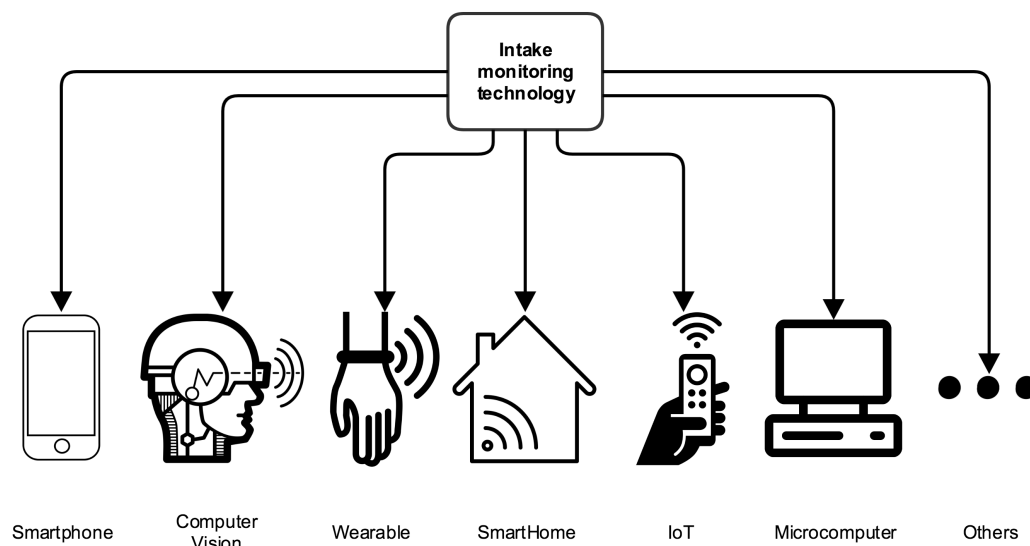 Intake
monitoring
technology
Smartphone
Computer
Vision
Wearable
SmartHome
IoT
Microcomputer
Others